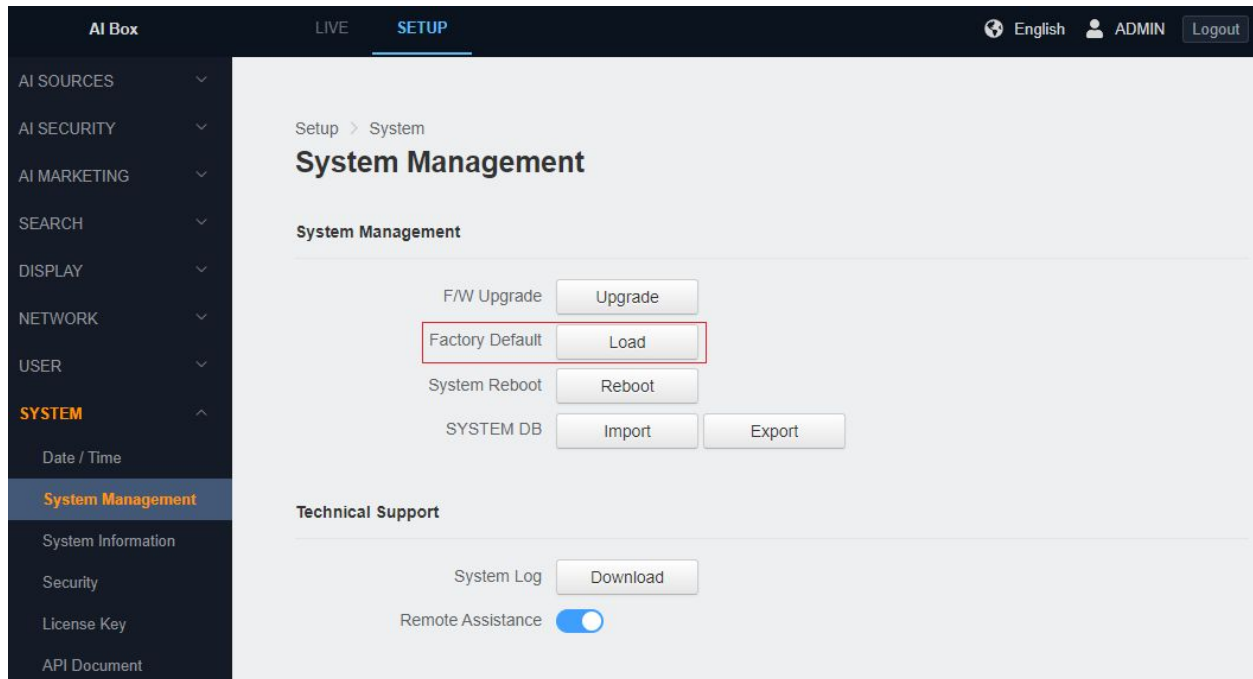 AI Box LIVE SETUP English ADMIN Logout
AI SOURCES
AI SECURITY
AI MARKETING
SEARCH
DISPLAY
NETWORK
USER
SYSTEM
Date / Time
System Management
System Information
Security
License Key
API Document
Setup > System
System Management
System Management
F/W Upgrade Upgrade
Factory Default Load
System Reboot Reboot
SYSTEM DB Import Export
Technical Support
System Log Download
Remote Assistance